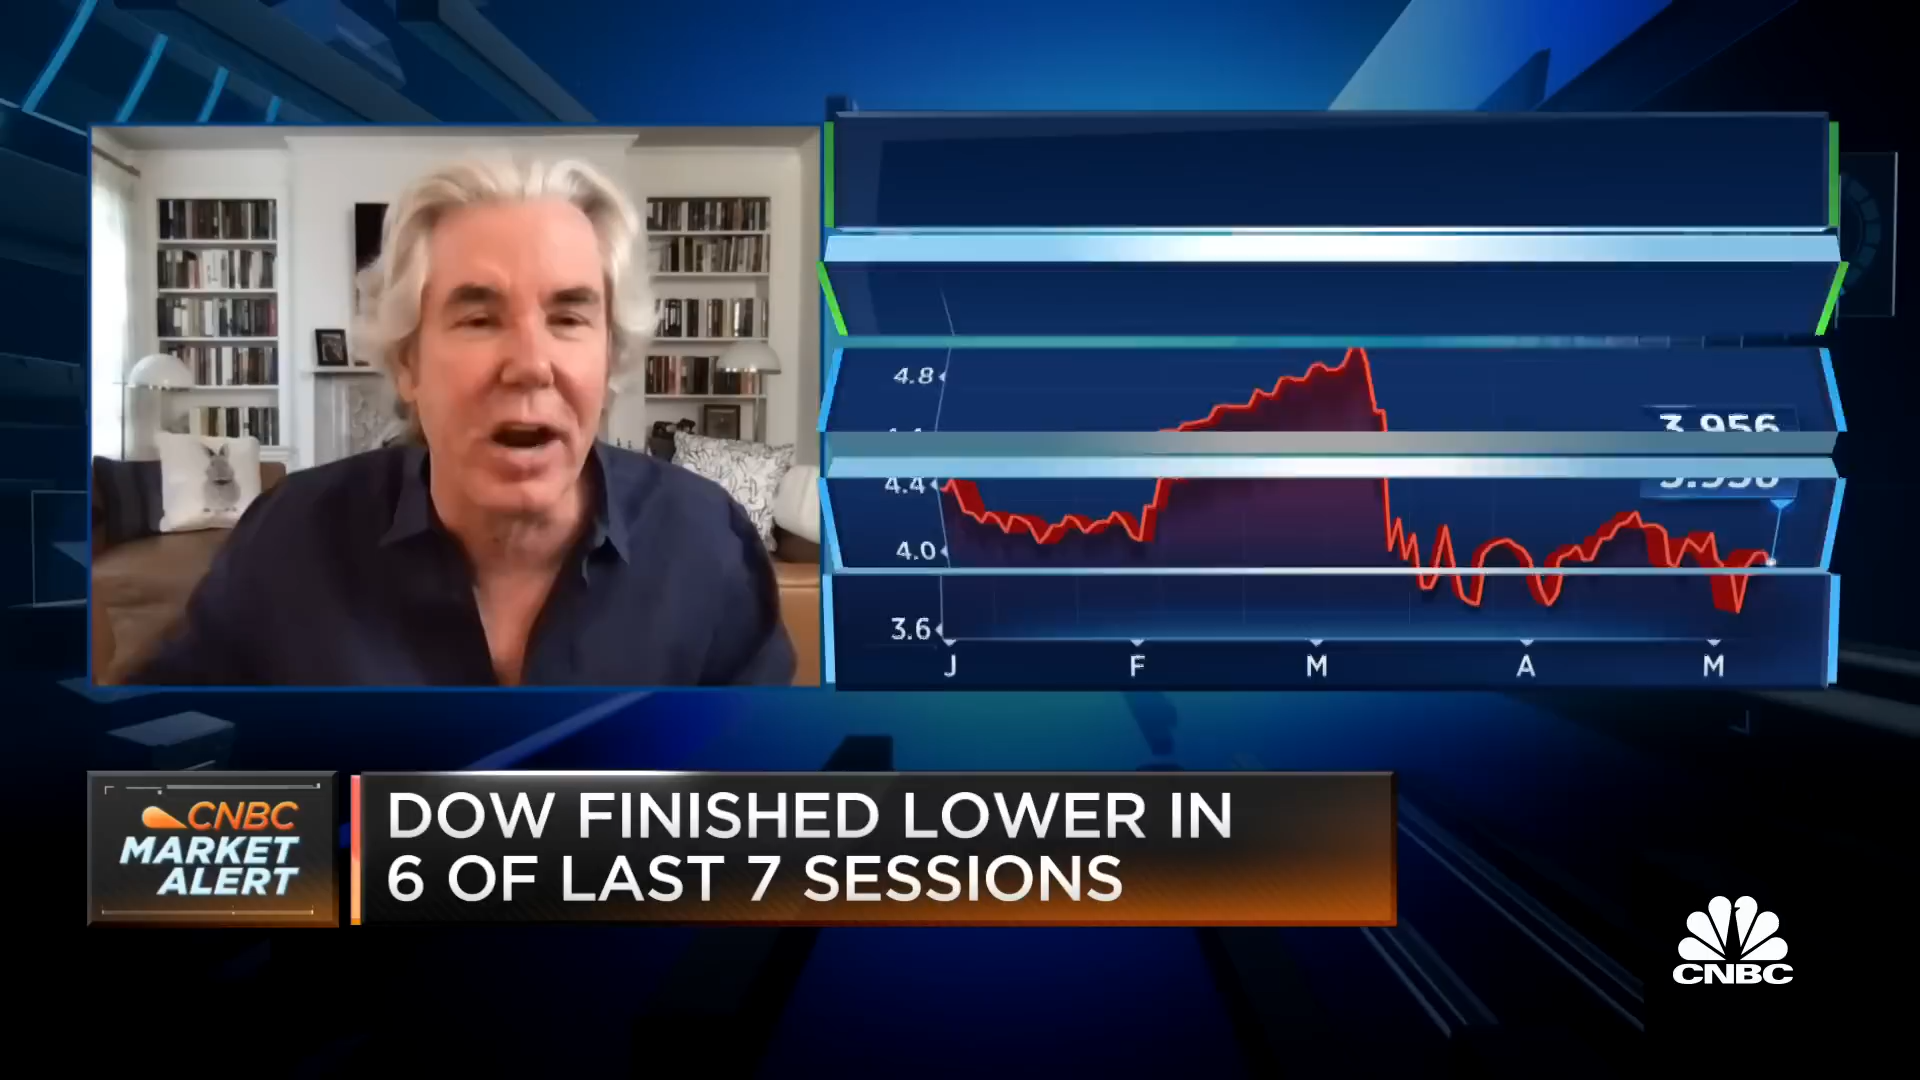 4.8
3.956
4.4
4.0
3.6
J F M A M
CNBC
MARKET
ALERT
DOW FINISHED LOWER IN
6 OF LAST 7 SESSIONS
CNBC